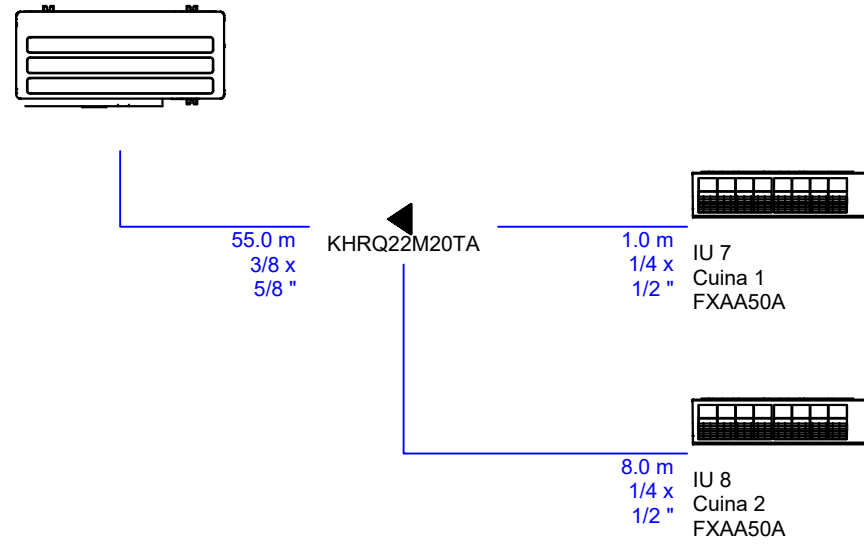 55.0 m
3/8 x
5/8 "
KHRQ22M20TA
1.0 m
1/4 x
1/2 "
IU 7
Cuina 1
FXAA50A
8.0 m
1/4 x
1/2 "
IU 8
Cuina 2
FXAA50A